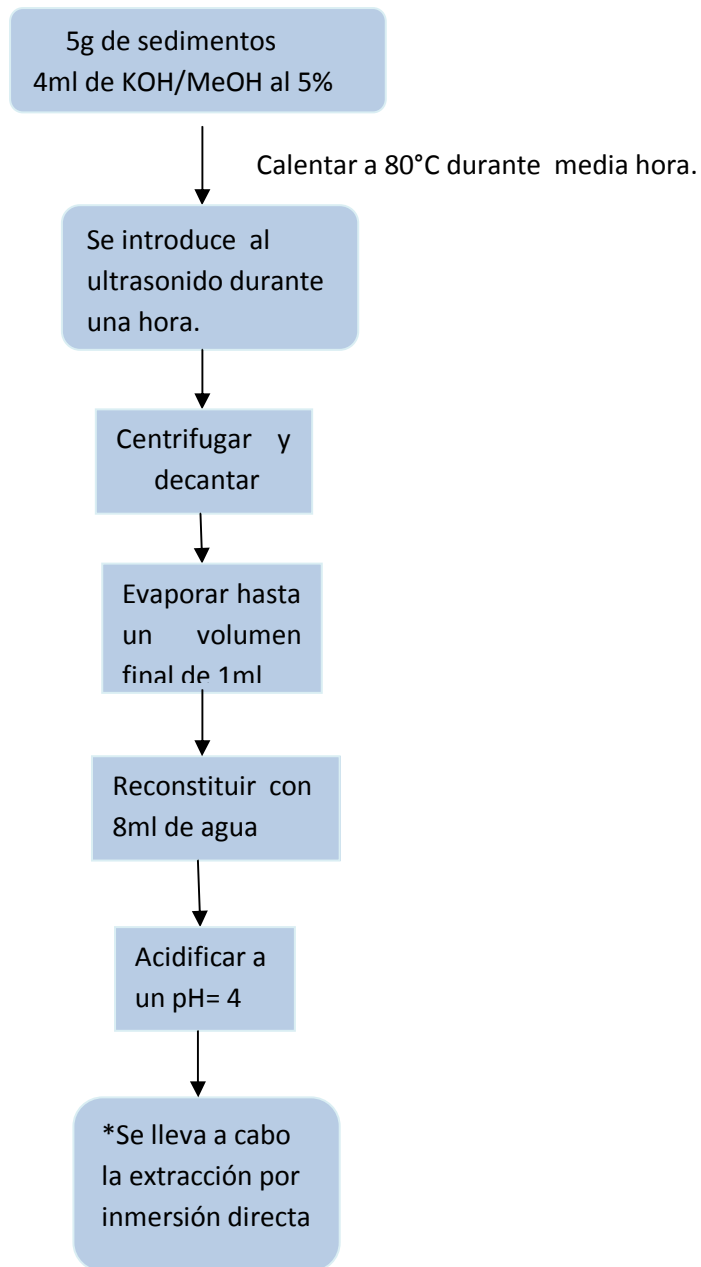 5g de sedimentos
4ml de KOH/MeOH al 5%
Calentar a 80°C durante media hora.
Se introduce al
ultrasonido durante
una hora.
Centrifugar y
decantar
Evaporar hasta
un volumen
final de 1ml
Reconstituir con
8ml de agua
Acidificar a
un pH= 4
*Se lleva a cabo
la extracción por
inmersión directa